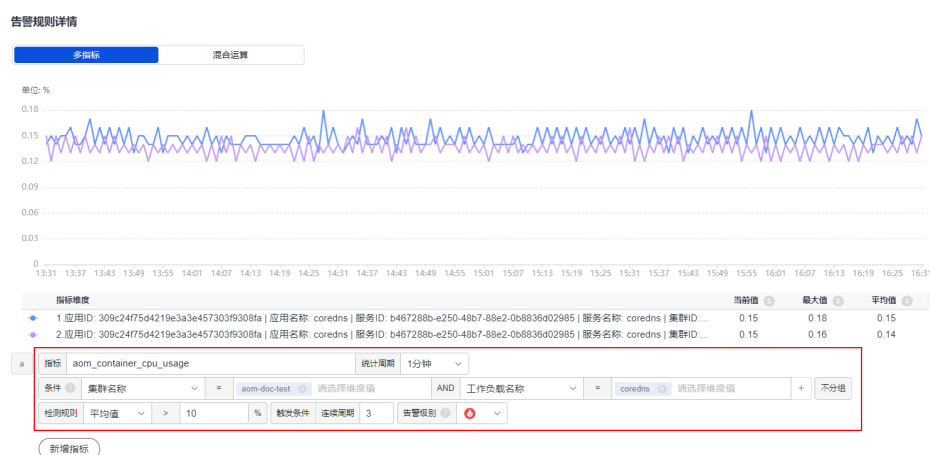 告警规则详情
多指标 混合运算
单位: %
0.18
0.15
0.12
0.09
0.06
0.03
0
13:31 13:37 13:43 13:49 13:55 14:01 14:07 14:13 14:19 14:25 14:31 14:37 14:43 14:49 14:55 15:01 15:07 15:13 15:19 15:25 15:31 15:37 15:43 15:49 15:55 16:01 16:07 16:13 16:19 16:25 16:31
指标维度 当前值 最大值 平均值
1.应用ID: 309c24f75d4219e3a3e457303f9308fa | 应用名称: coredns | 服务ID: b467288b-e250-48b7-88e2-0b8836d02985 | 服务名称: coredns | 集群ID:... 0.15 0.18 0.15
2.应用ID: 309c24f75d4219e3a3e457303f9308fa | 应用名称: coredns | 服务ID: b467288b-e250-48b7-88e2-0b8836d02985 | 服务名称: coredns | 集群ID:... 0.15 0.16 0.14
a 指标 aom_container_cpu_usage 统计周期 1分钟
条件 集群名称 = aom-doc-test 请选择维度值 AND 工作负载名称 = coredns 请选择维度值 + 不分组
检测规则 平均值 > 10 % 触发条件 连续周期 3 告警级别
新增指标